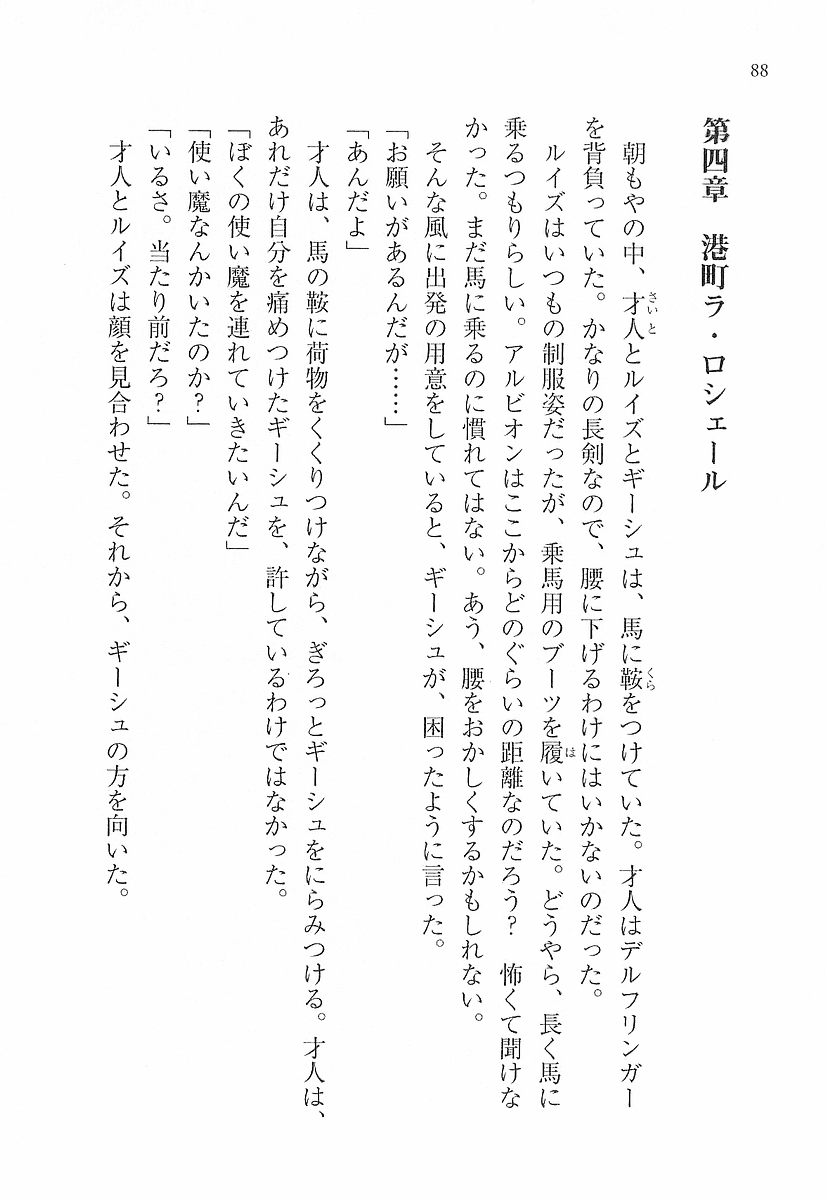 88
第四章　港町ラ・ロシェール
　朝もやの中、才人とルイズとギーシュは、馬に鞍をつけていた。才人はデルフリンガー
を背負っていた。かなりの長剣なので、腰に下げるわけにはいかないのだった。
　ルイズはいつもの制服姿だったが、乗馬用のブーツを履いていた。どうやら、長く馬に
乗るつもりらしい。アルビオンはここからどのぐらいの距離なのだろう？　怖くて聞けな
かった。まだ馬に乗るのに慣れてはない。あう、腰をおかしくするかもしれない。
　そんな風に出発の用意をしていると、ギーシュが、困ったように言った。
「お願いがあるんだが……」
「あんだよ」
　才人は、馬の鞍に荷物をくくりつけながら、ぎろっとギーシュをにらみつける。才人は、
あれだけ自分を痛めつけたギーシュを、許しているわけではなかった。
「ぼくの使い魔を連れていきたいんだ」
「使い魔なんかいたのか？」
「いるさ。当たり前だろ？」
　才人とルイズは顔を見合わせた。それから、ギーシュの方を向いた。